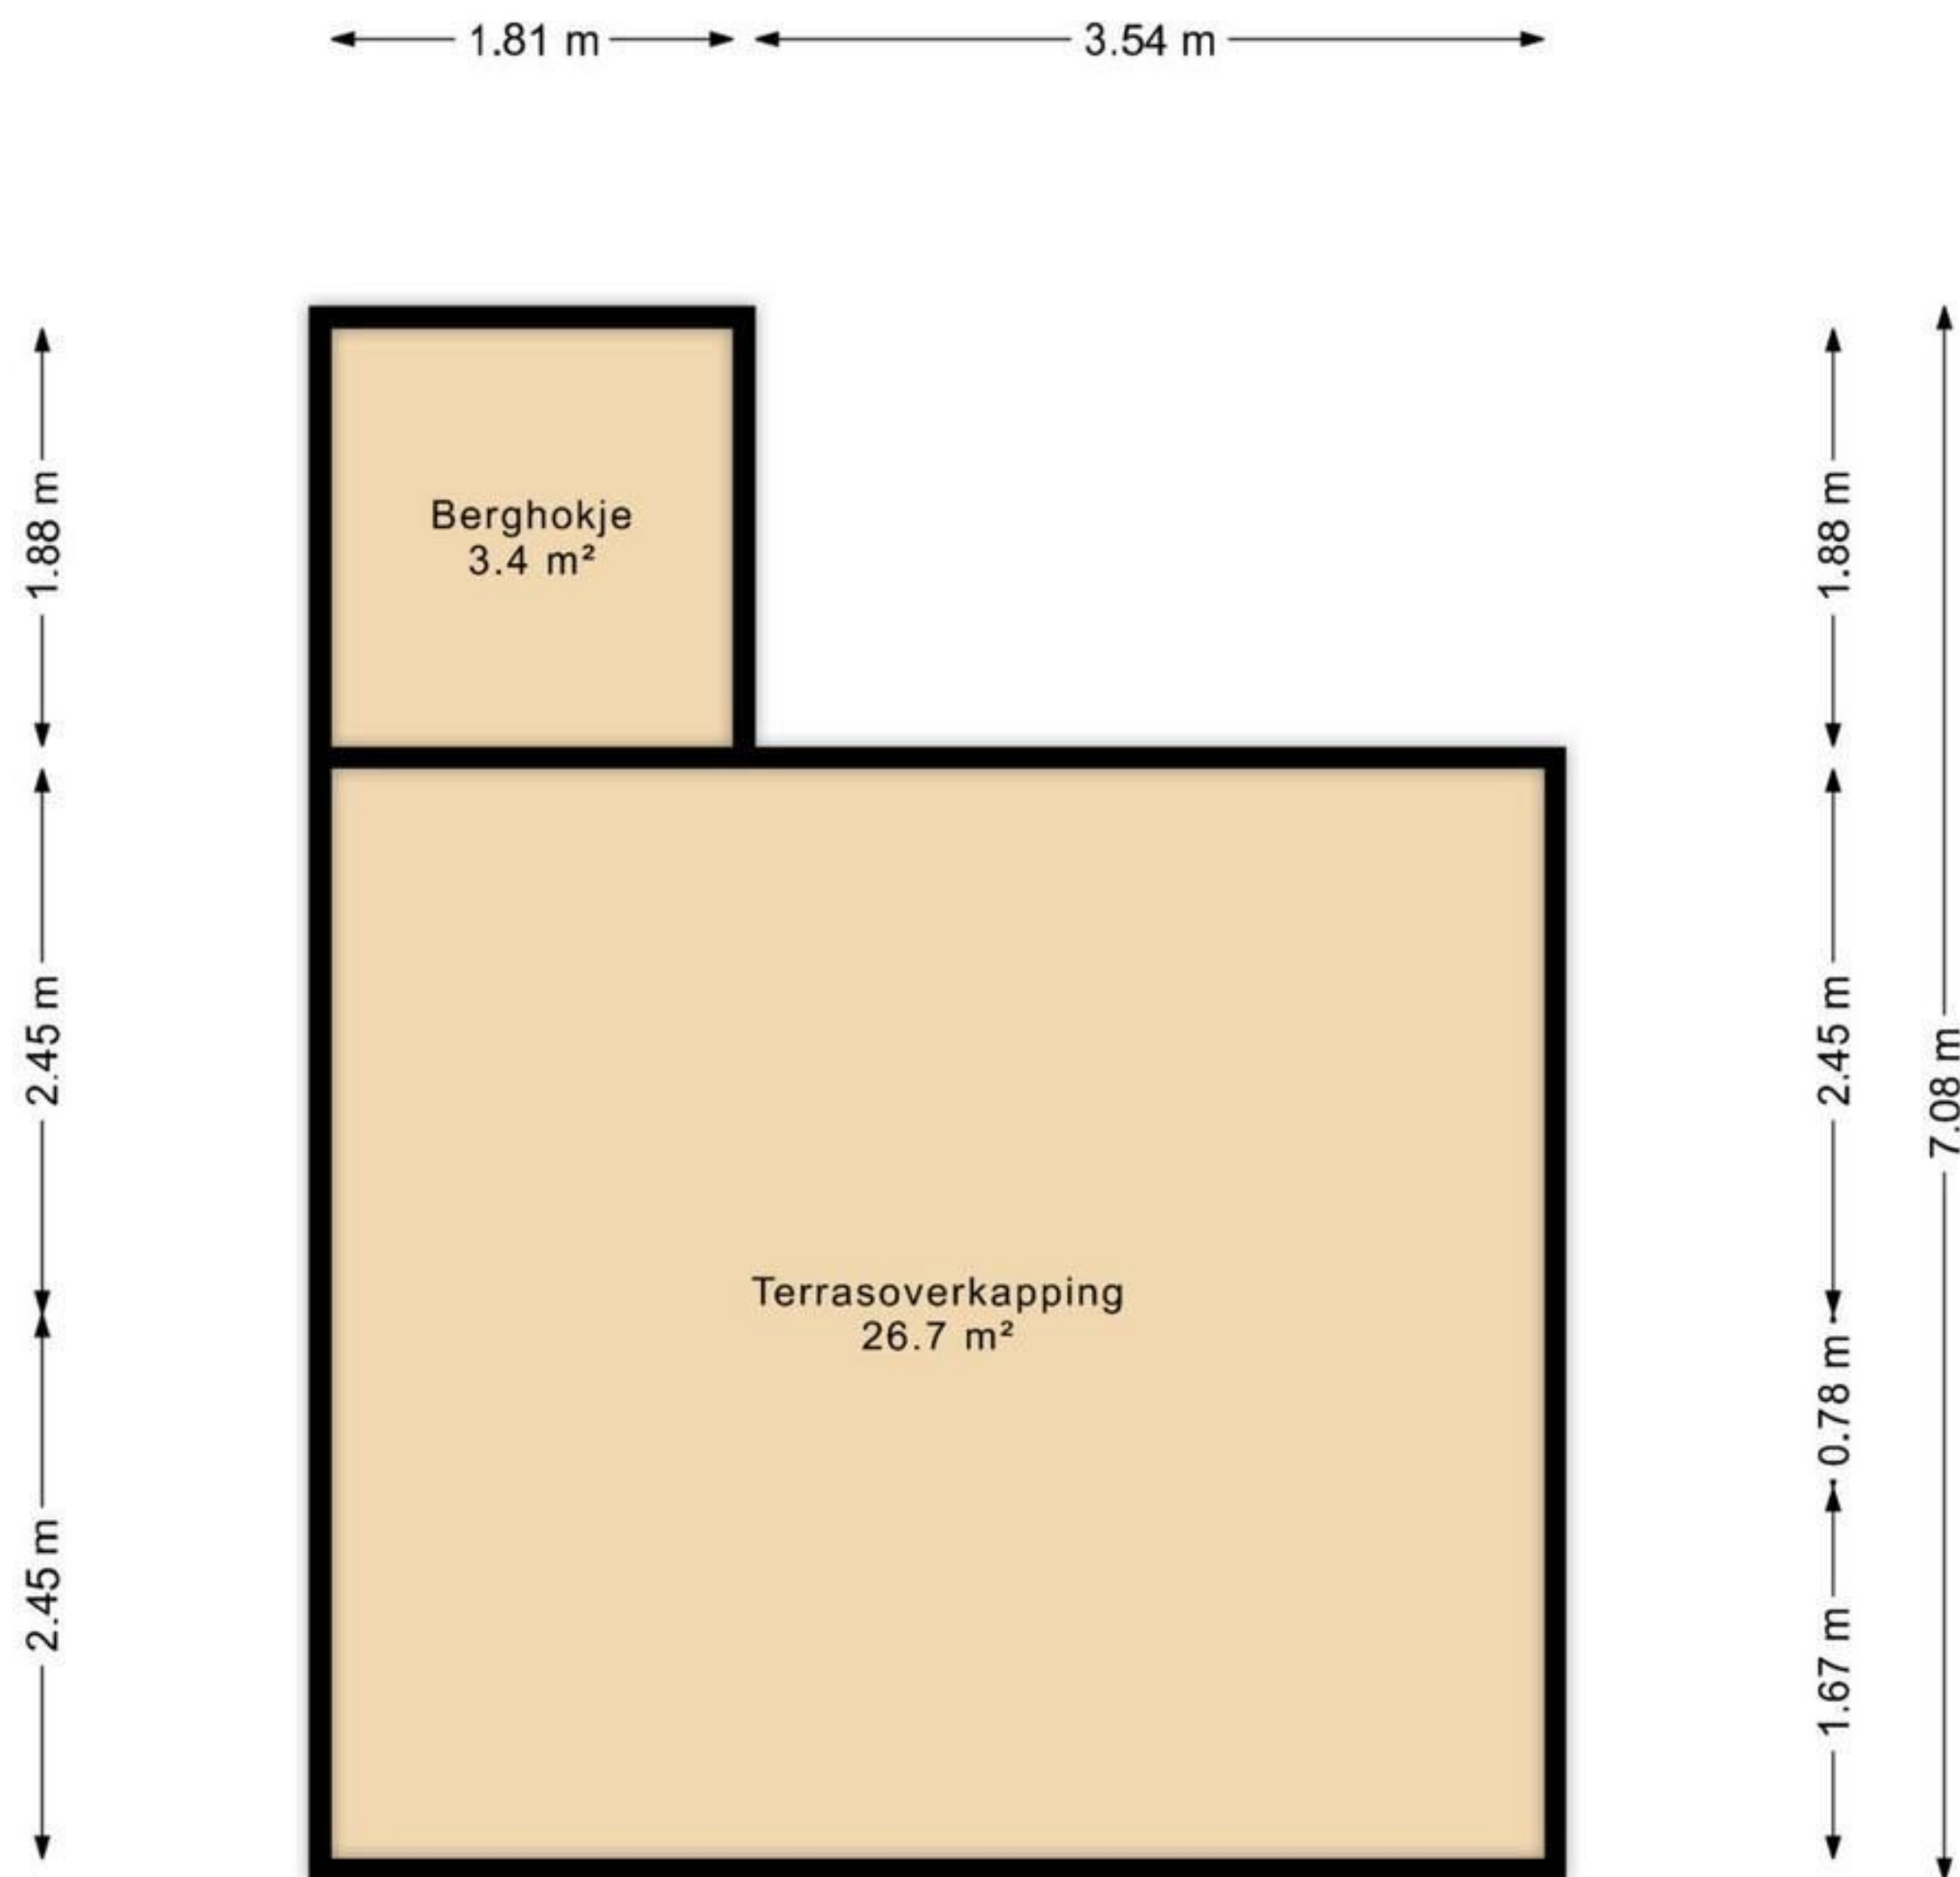 1.81 m
3.54 m
1.88 m
2.45 m
2.45 m
Berghokje
3.4 m²
Terrasoverkapping
26.7 m²
1.88 m
2.45 m
0.78 m
1.67 m
7.08 m